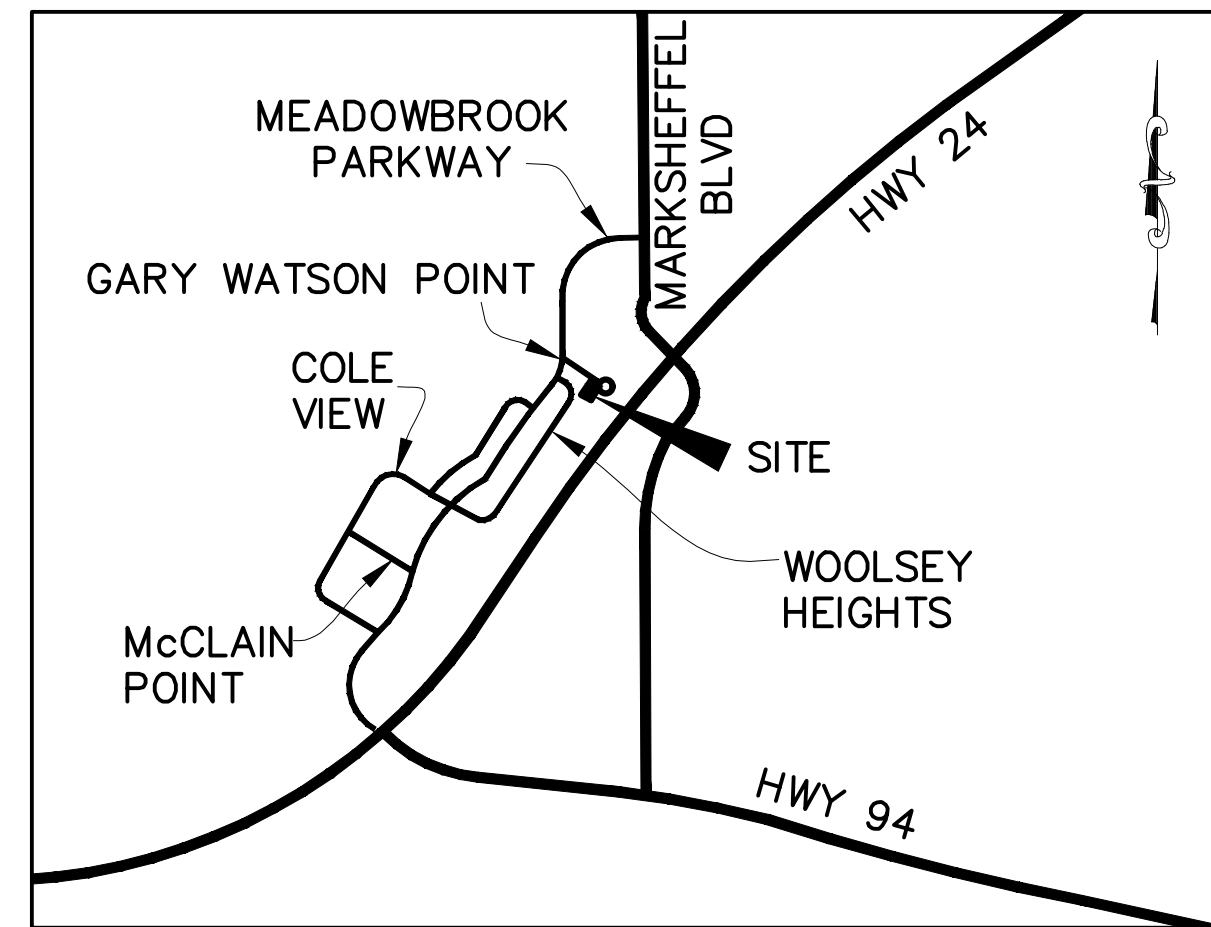 MEADOWBROOK
PARKWAY
MARKSHEFFEL
BLVD
HWY 24
GARY WATSON POINT
COLE
VIEW
SITE
WOOLSEY
HEIGHTS
McCLAIN
POINT
HWY 94